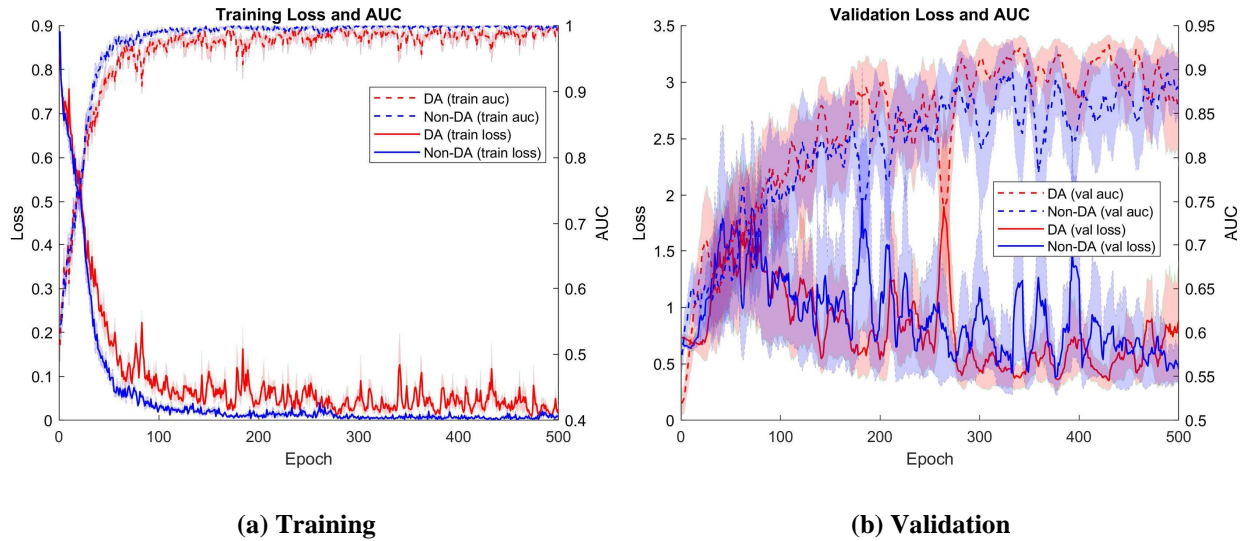 Training Loss and AUC
0.9
0.8
0.7
0.6
0.5
0.4
0.3
0.2
0.1
0
Loss
1
0.9
0.8
0.7
0.6
0.5
0.4
AUC
DA (train auc)
Non-DA (train auc)
DA (train loss)
Non-DA (train loss)
0 100 200 300 400 500
Epoch
(a) Training
Validation Loss and AUC
3.5
3
2.5
2
1.5
1
0.5
0
Loss
0.95
0.9
0.85
0.8
0.75
0.7
0.65
0.6
0.55
0.5
AUC
DA (val auc)
Non-DA (val auc)
DA (val loss)
Non-DA (val loss)
0 100 200 300 400 500
Epoch
(b) Validation